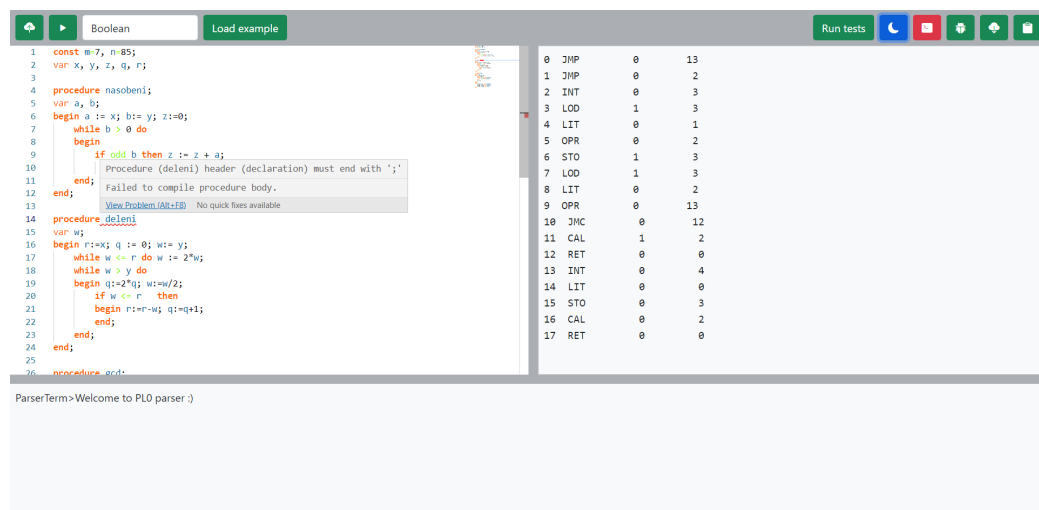 Boolean Load example Run tests
1 const m=7, n=85;
2 var x, y, z, q, r;
3
4 procedure nasobeni;
5 var a, b;
6 begin a := x; b:= y; z:=0;
7 while b > 0 do
8 begin
9 if odd b then z := z + a;
10
11 end;
12 end;
13
14 procedure deleni
15 var w;
16 begin r:=x; q := 0; w:= y;
17 while w <= r do w := 2*w;
18 while w > y do
19 begin q:=2*q; w:=w/2;
20 if w <= r then
21 begin r:=r-w; q:=q+1;
22 end;
23 end;
24 end;
25
26 procedure gcd;
Procedure (deleni) header (declaration) must end with ';'
Failed to compile procedure body.
View Problem (Alt+F8) No quick fixes available
0 JMP 0 13
1 JMP 0 2
2 INT 0 3
3 LOD 1 3
4 LIT 0 1
5 OPR 0 2
6 STO 1 3
7 LOD 1 3
8 LIT 0 2
9 OPR 0 13
10 JMC 0 12
11 CAL 1 2
12 RET 0 0
13 INT 0 4
14 LIT 0 0
15 STO 0 3
16 CAL 0 2
17 RET 0 0
ParserTerm>Welcome to PL0 parser :)